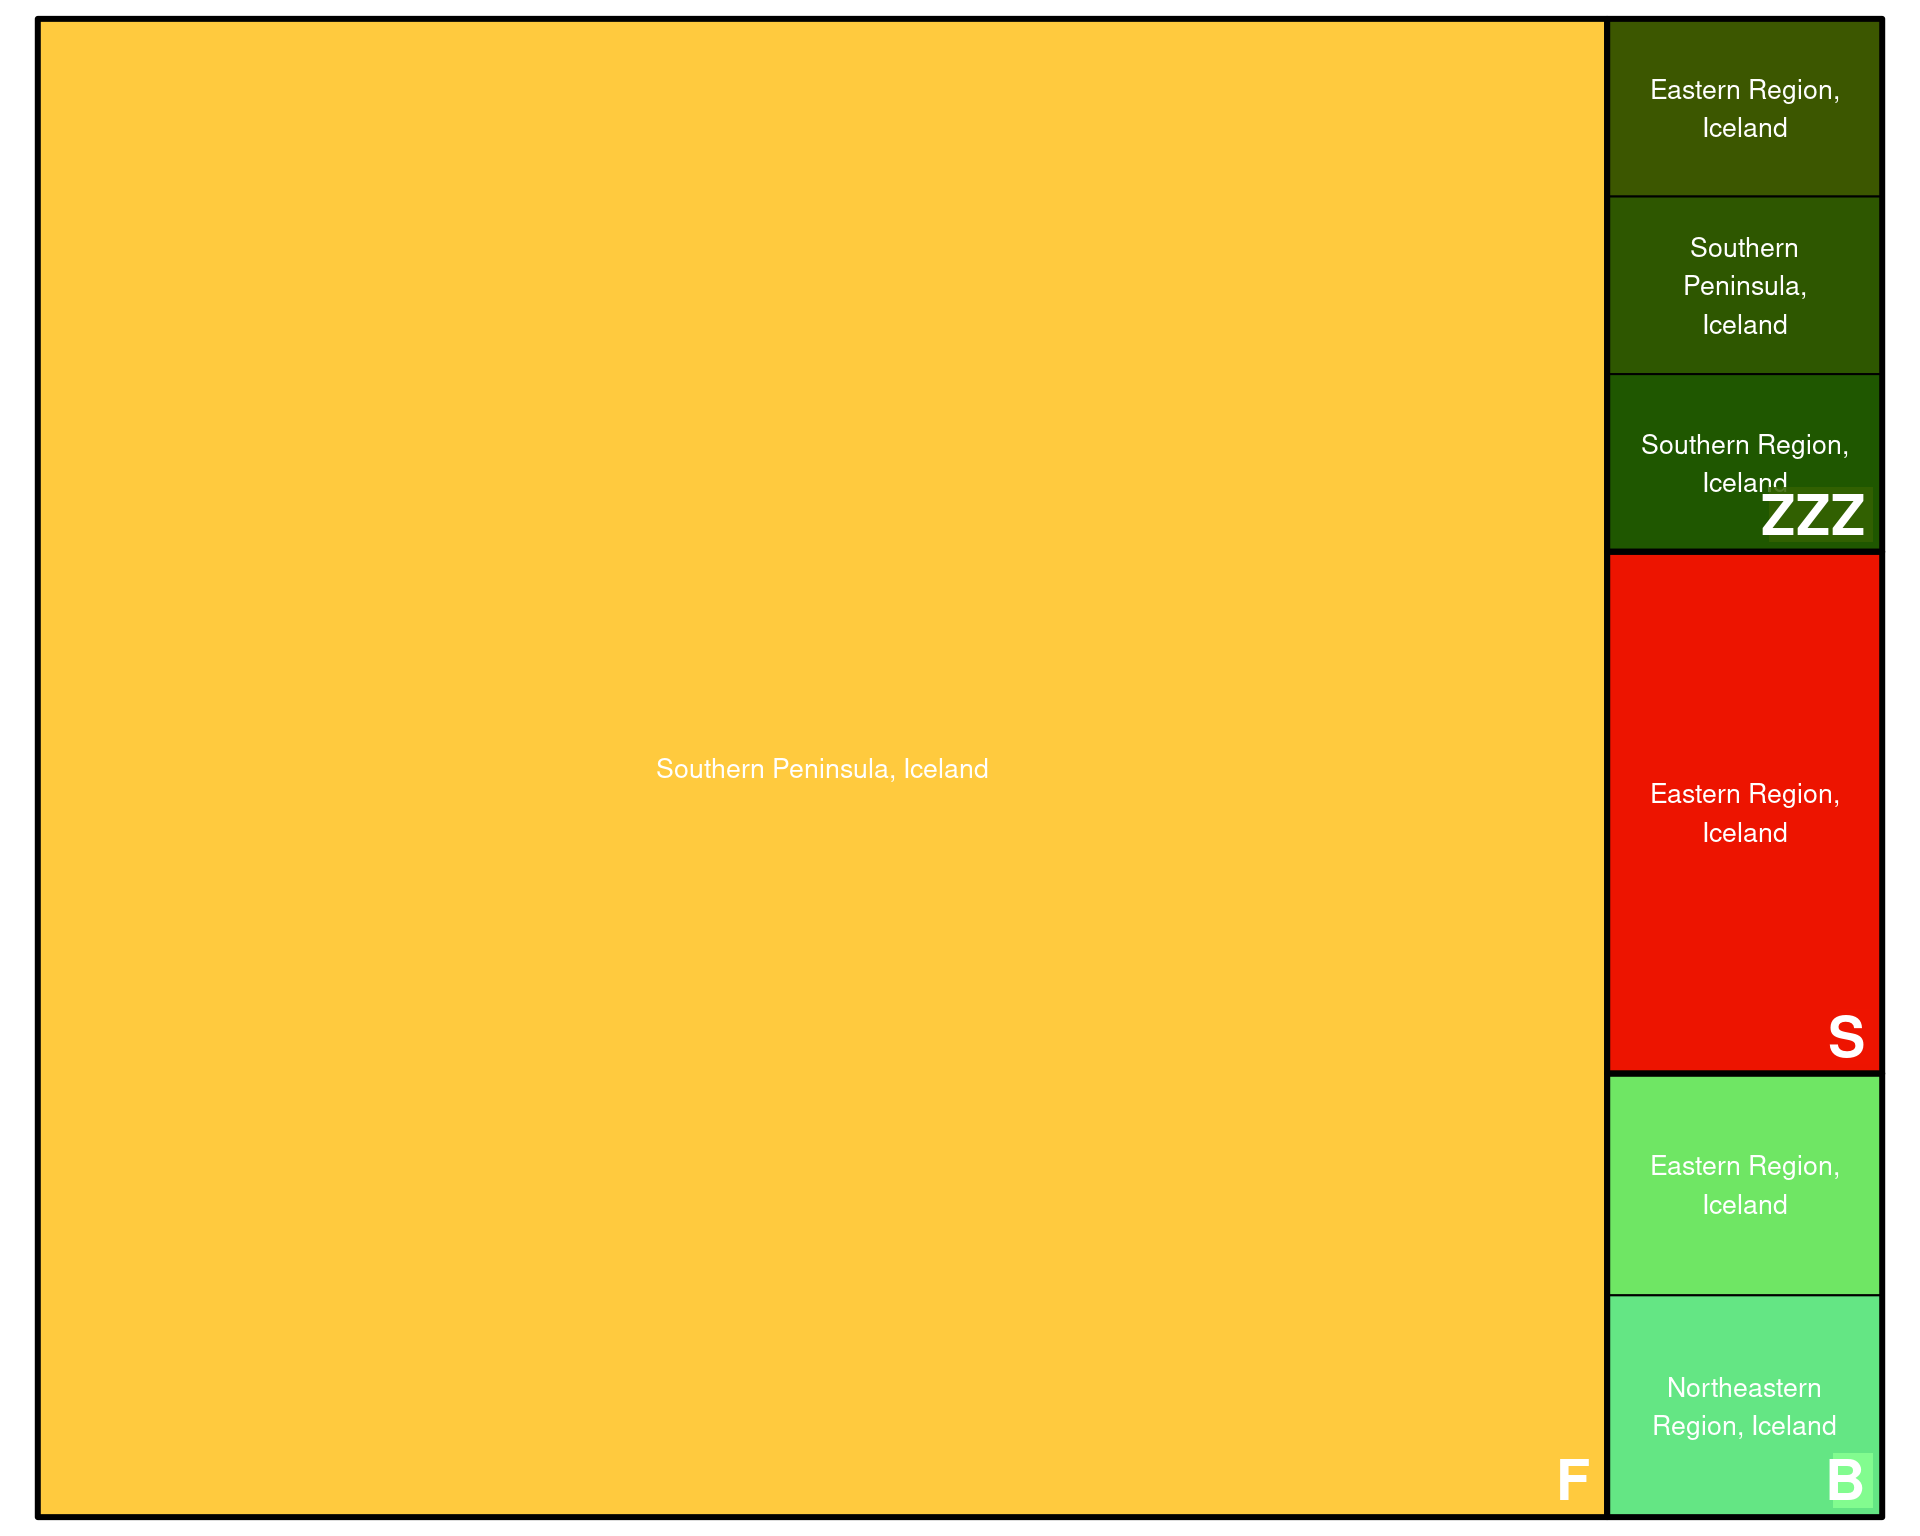 Southern Peninsula, Iceland
F
Eastern Region,
Iceland
Southern
Peninsula,
Iceland
Southern Region,
Iceland
ZZZ
Eastern Region,
Iceland
S
Eastern Region,
Iceland
Northeastern
Region, Iceland
B